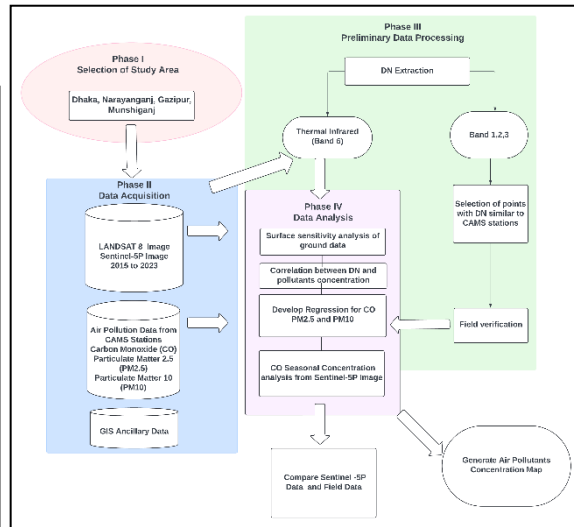 Phase I
Selection of Study Area
Dhaka, Narayanganj, Gazipur,
Munshiganj
Phase II
Data Acquisition
LANDSAT 8 Image
Sentinel-5P Image
2015 to 2023
Air Pollution Data from
CAMS Stations
Carbon Monoxide (CO)
Particulate Matter 2.5
(PM2.5)
Particulate Matter 10
(PM10)
GIS Ancillary Data
Phase III
Preliminary Data Processing
DN Extraction
Thermal Infrared
(Band 6)
Band 1,2,3
Selection of points
with DN similar to
CAMS stations
Field verification
Phase IV
Data Analysis
Surface sensitivity analysis of
ground data
Correlation between DN and
pollutants concentration
Develop Regression for CO
PM2.5 and PM10
CO Seasonal Concentration
analysis from Sentinel-5P Image
Compare Sentinel -5P
Data and Field Data
Generate Air Pollutants
Concentration Map